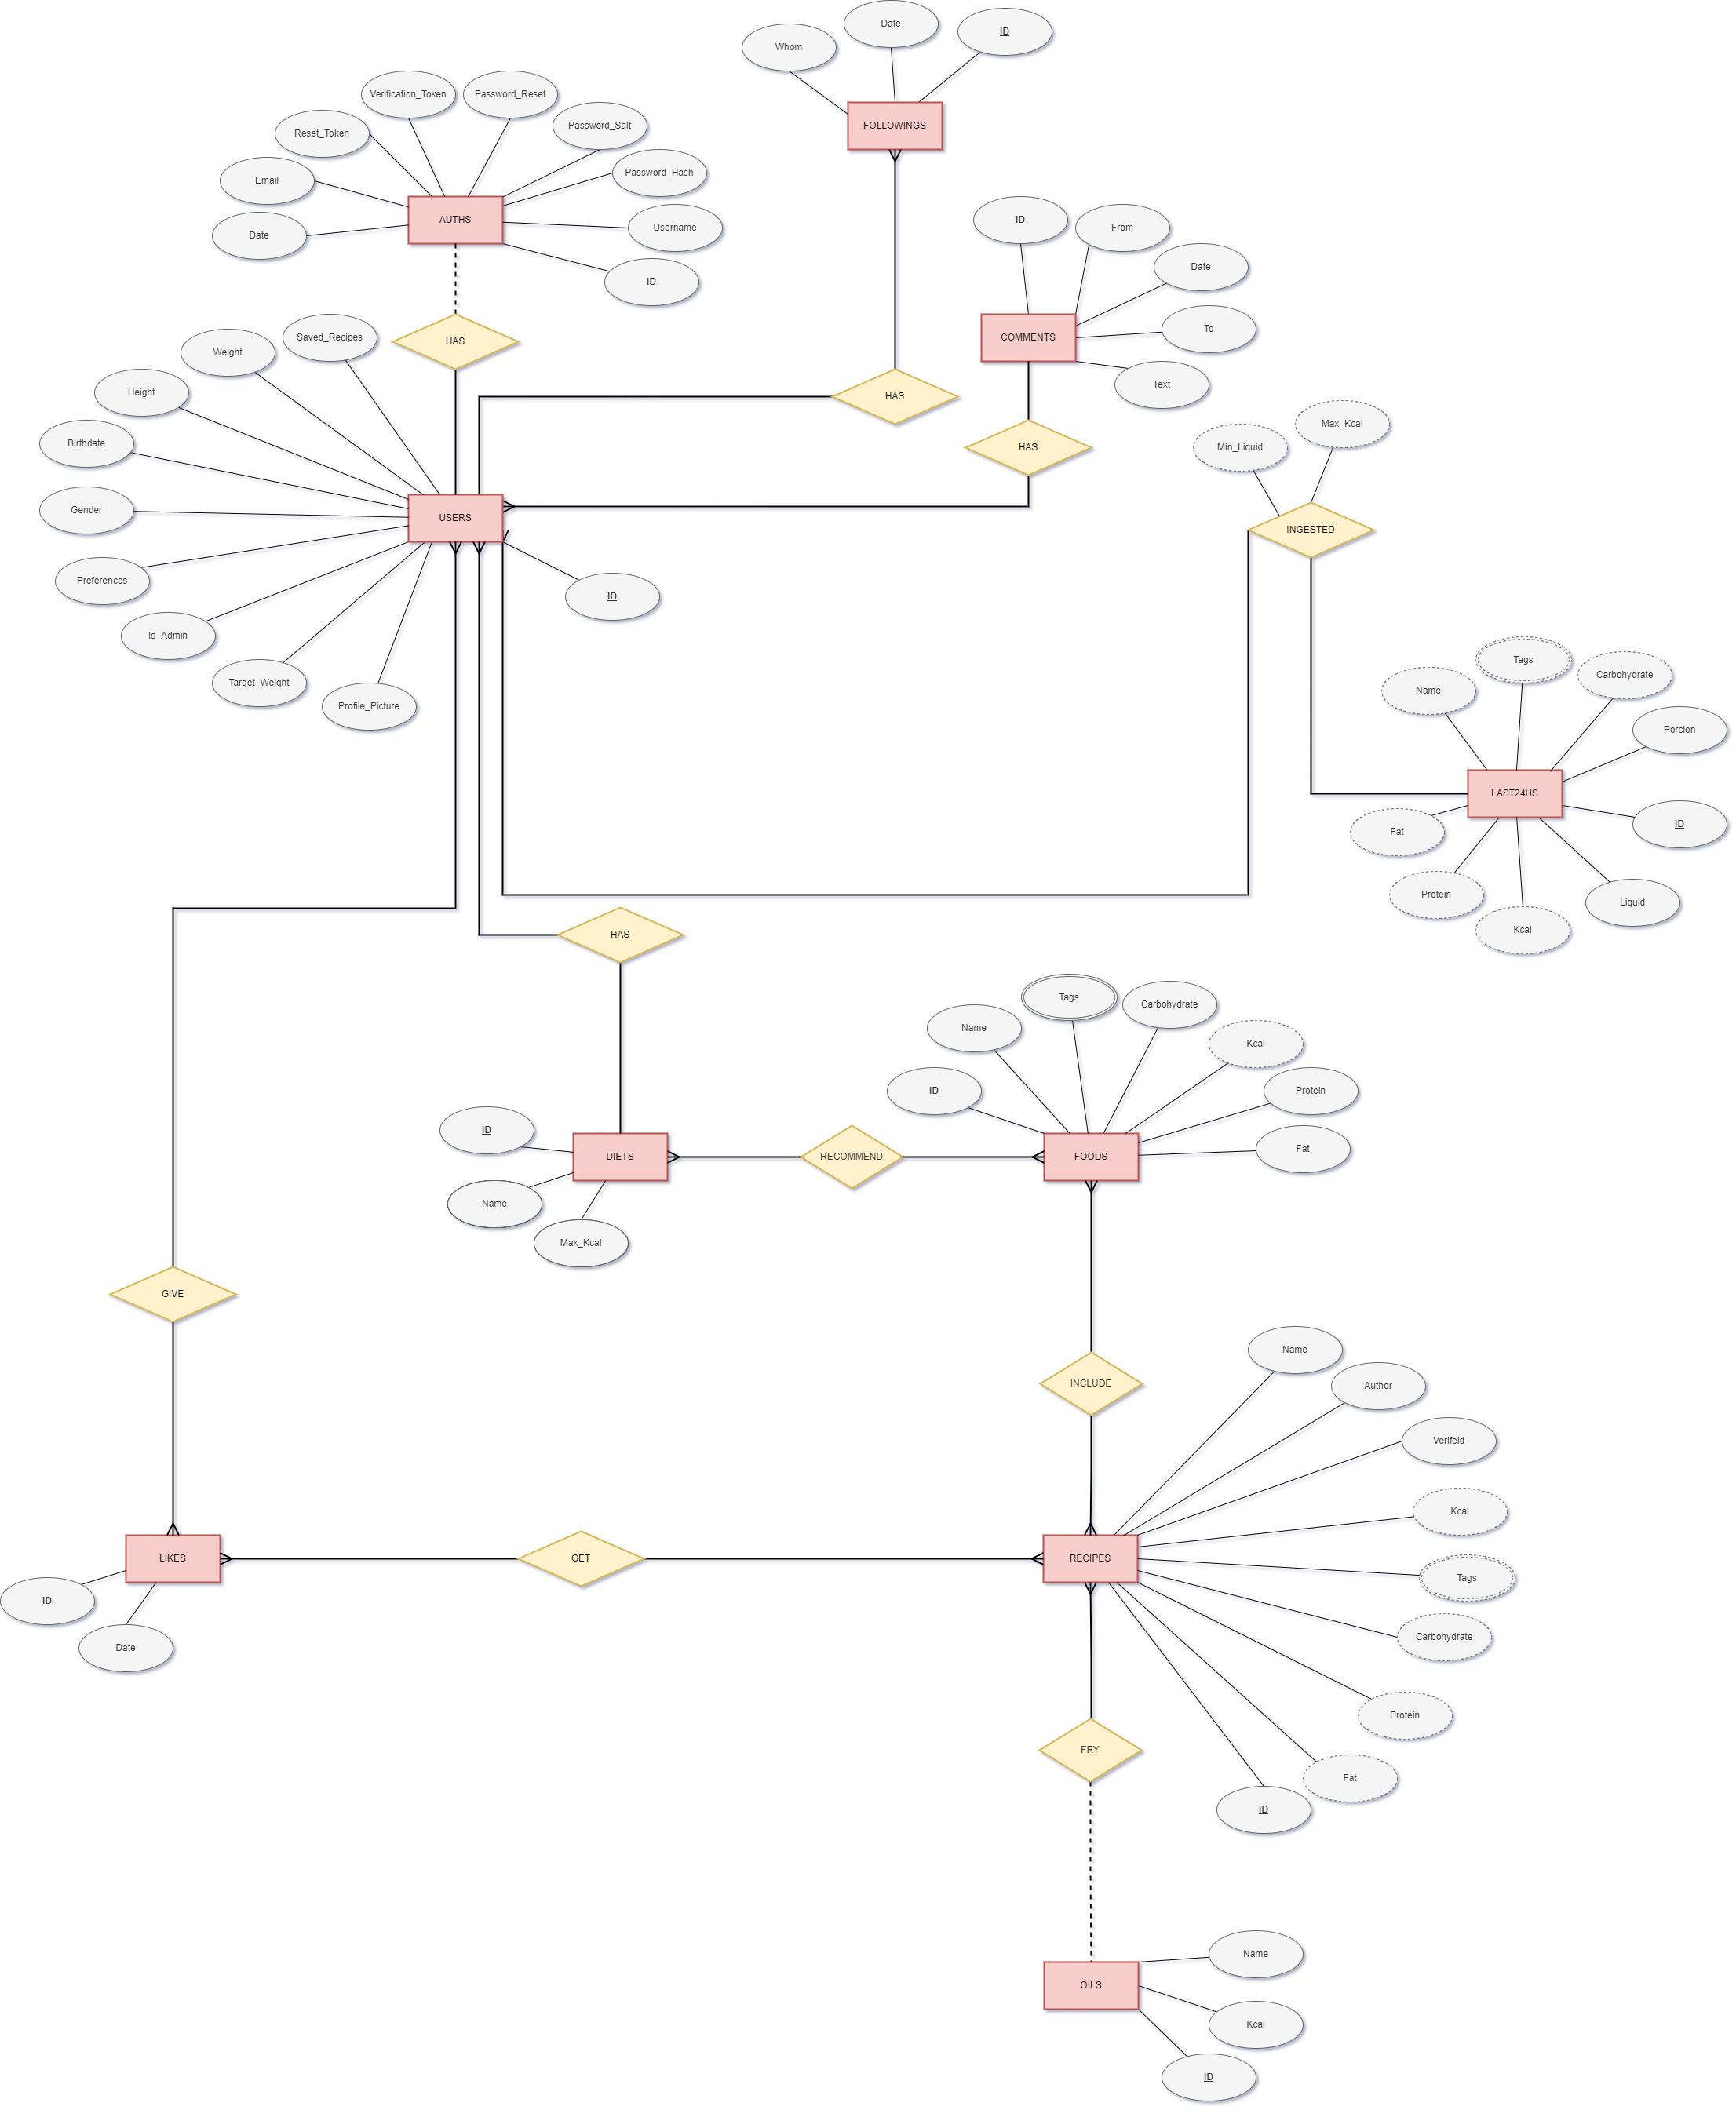 Date
ID
Whom
Verification_Token
Password_Reset
FOLLOWINGS
Password_Salt
Reset_Token
Password_Hash
Email
AUTHS
ID
From
Username
Date
Date
ID
To
COMMENTS
Saved_Recipes
HAS
Weight
Text
Height
HAS
Max_Kcal
Birthdate
HAS
Min_Liquid
Gender
USERS
INGESTED
Preferences
ID
Is_Admin
Tags
Carbohydrate
Target_Weight
Name
Profile_Picture
Porcion
LAST24HS
ID
Fat
Protein
Liquid
Kcal
HAS
Tags
Carbohydrate
Name
Kcal
ID
Protein
ID
Fat
DIETS
RECOMMEND
FOODS
Name
Max_Kcal
GIVE
Name
INCLUDE
Author
Verifeid
Kcal
LIKES
GET
RECIPES
Tags
ID
Carbohydrate
Date
Protein
FRY
Fat
ID
Name
OILS
Kcal
ID